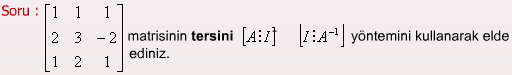 Soru : [1 1 1; 2 3 -2; 1 2 1] matrisinin tersini [A⋮I] [I⋮A⁻¹] yöntemini kullanarak elde
ediniz.